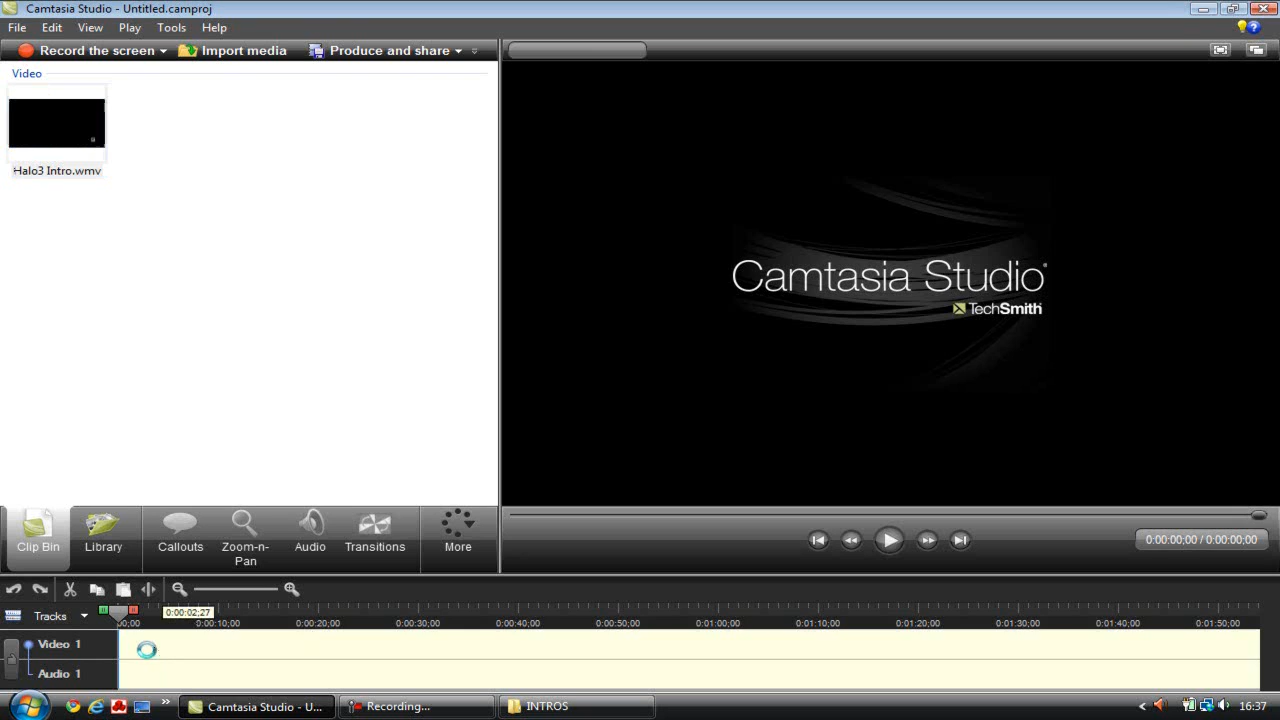 Camtasia Studio - Untitled.camproj
File Edit View Play Tools Help
Record the screen Import media Produce and share
Video
Halo3 Intro.wmv
Camtasia Studio
TechSmith
Clip Bin Library Callouts Zoom-n-Pan Audio Transitions More
0:00:00;00 / 0:00:00;00
0:00:02;27
Tracks 00;00 0:00:10;00 0:00:20;00 0:00:30;00 0:00:40;00 0:00:50;00 0:01:00;00 0:01:10;00 0:01:20;00 0:01:30;00 0:01:40;00 0:01:50;00
Video 1
Audio 1
Camtasia Studio - U... Recording... INTROS 16:37